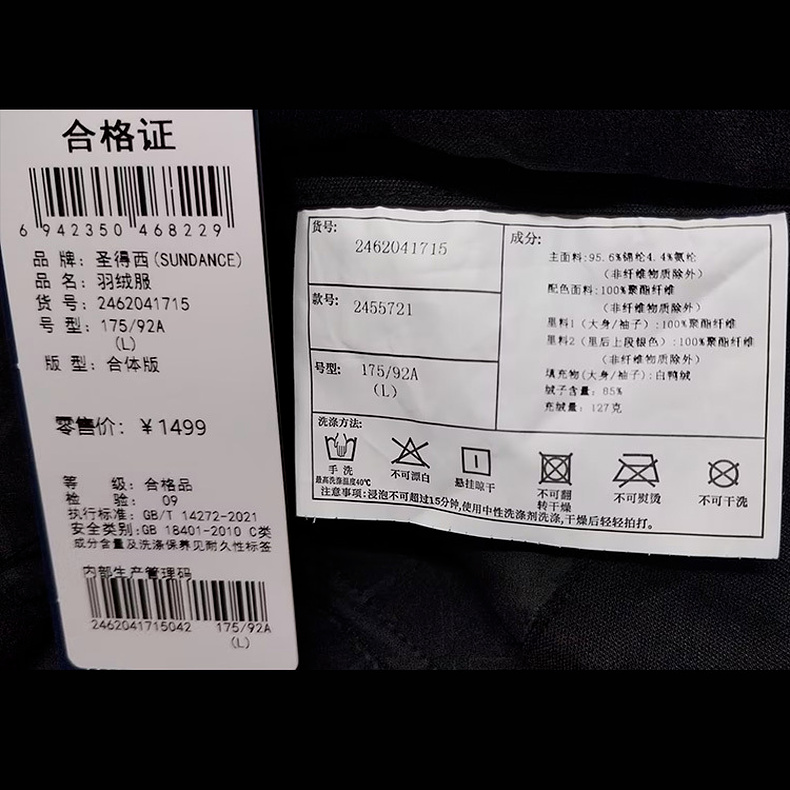 合格证
6 942350 468229
品 牌: 圣得西(SUNDANCE)
品 名: 羽绒服
货 号: 2462041715
号 型: 175/92A
(L)
版 型: 合体版
零售价: ￥1499
等 级: 合格品
检 验: 09
执行标准: GB/T 14272-2021
安全类别:GB 18401-2010 C类
成分含量及洗涤保养见耐久性标签
内部生产管理码
2462041715042 175/92A
(L)
货号: 2462041715
款号: 2455721
号型: 175/92A
(L)
成分:
主面料:95.6%锦纶4.4%氨纶
(非纤维物质除外)
配色面料:100%聚酯纤维
(非纤维物质除外)
里料1(大身/袖子):100%聚酯纤维
里料2(里后上段银色):100%聚酯纤维
(非纤维物质除外)
填充物(大身/袖子):白鸭绒
绒子含量: 85%
充绒量: 127克
洗涤方法:
手 洗
最高洗涤温度40℃
不可漂白
悬挂晾干
不可翻
转干燥
不可熨烫
不可干洗
注意事项:浸泡不可超过15分钟,使用中性洗涤剂洗涤,干燥后轻轻拍打。